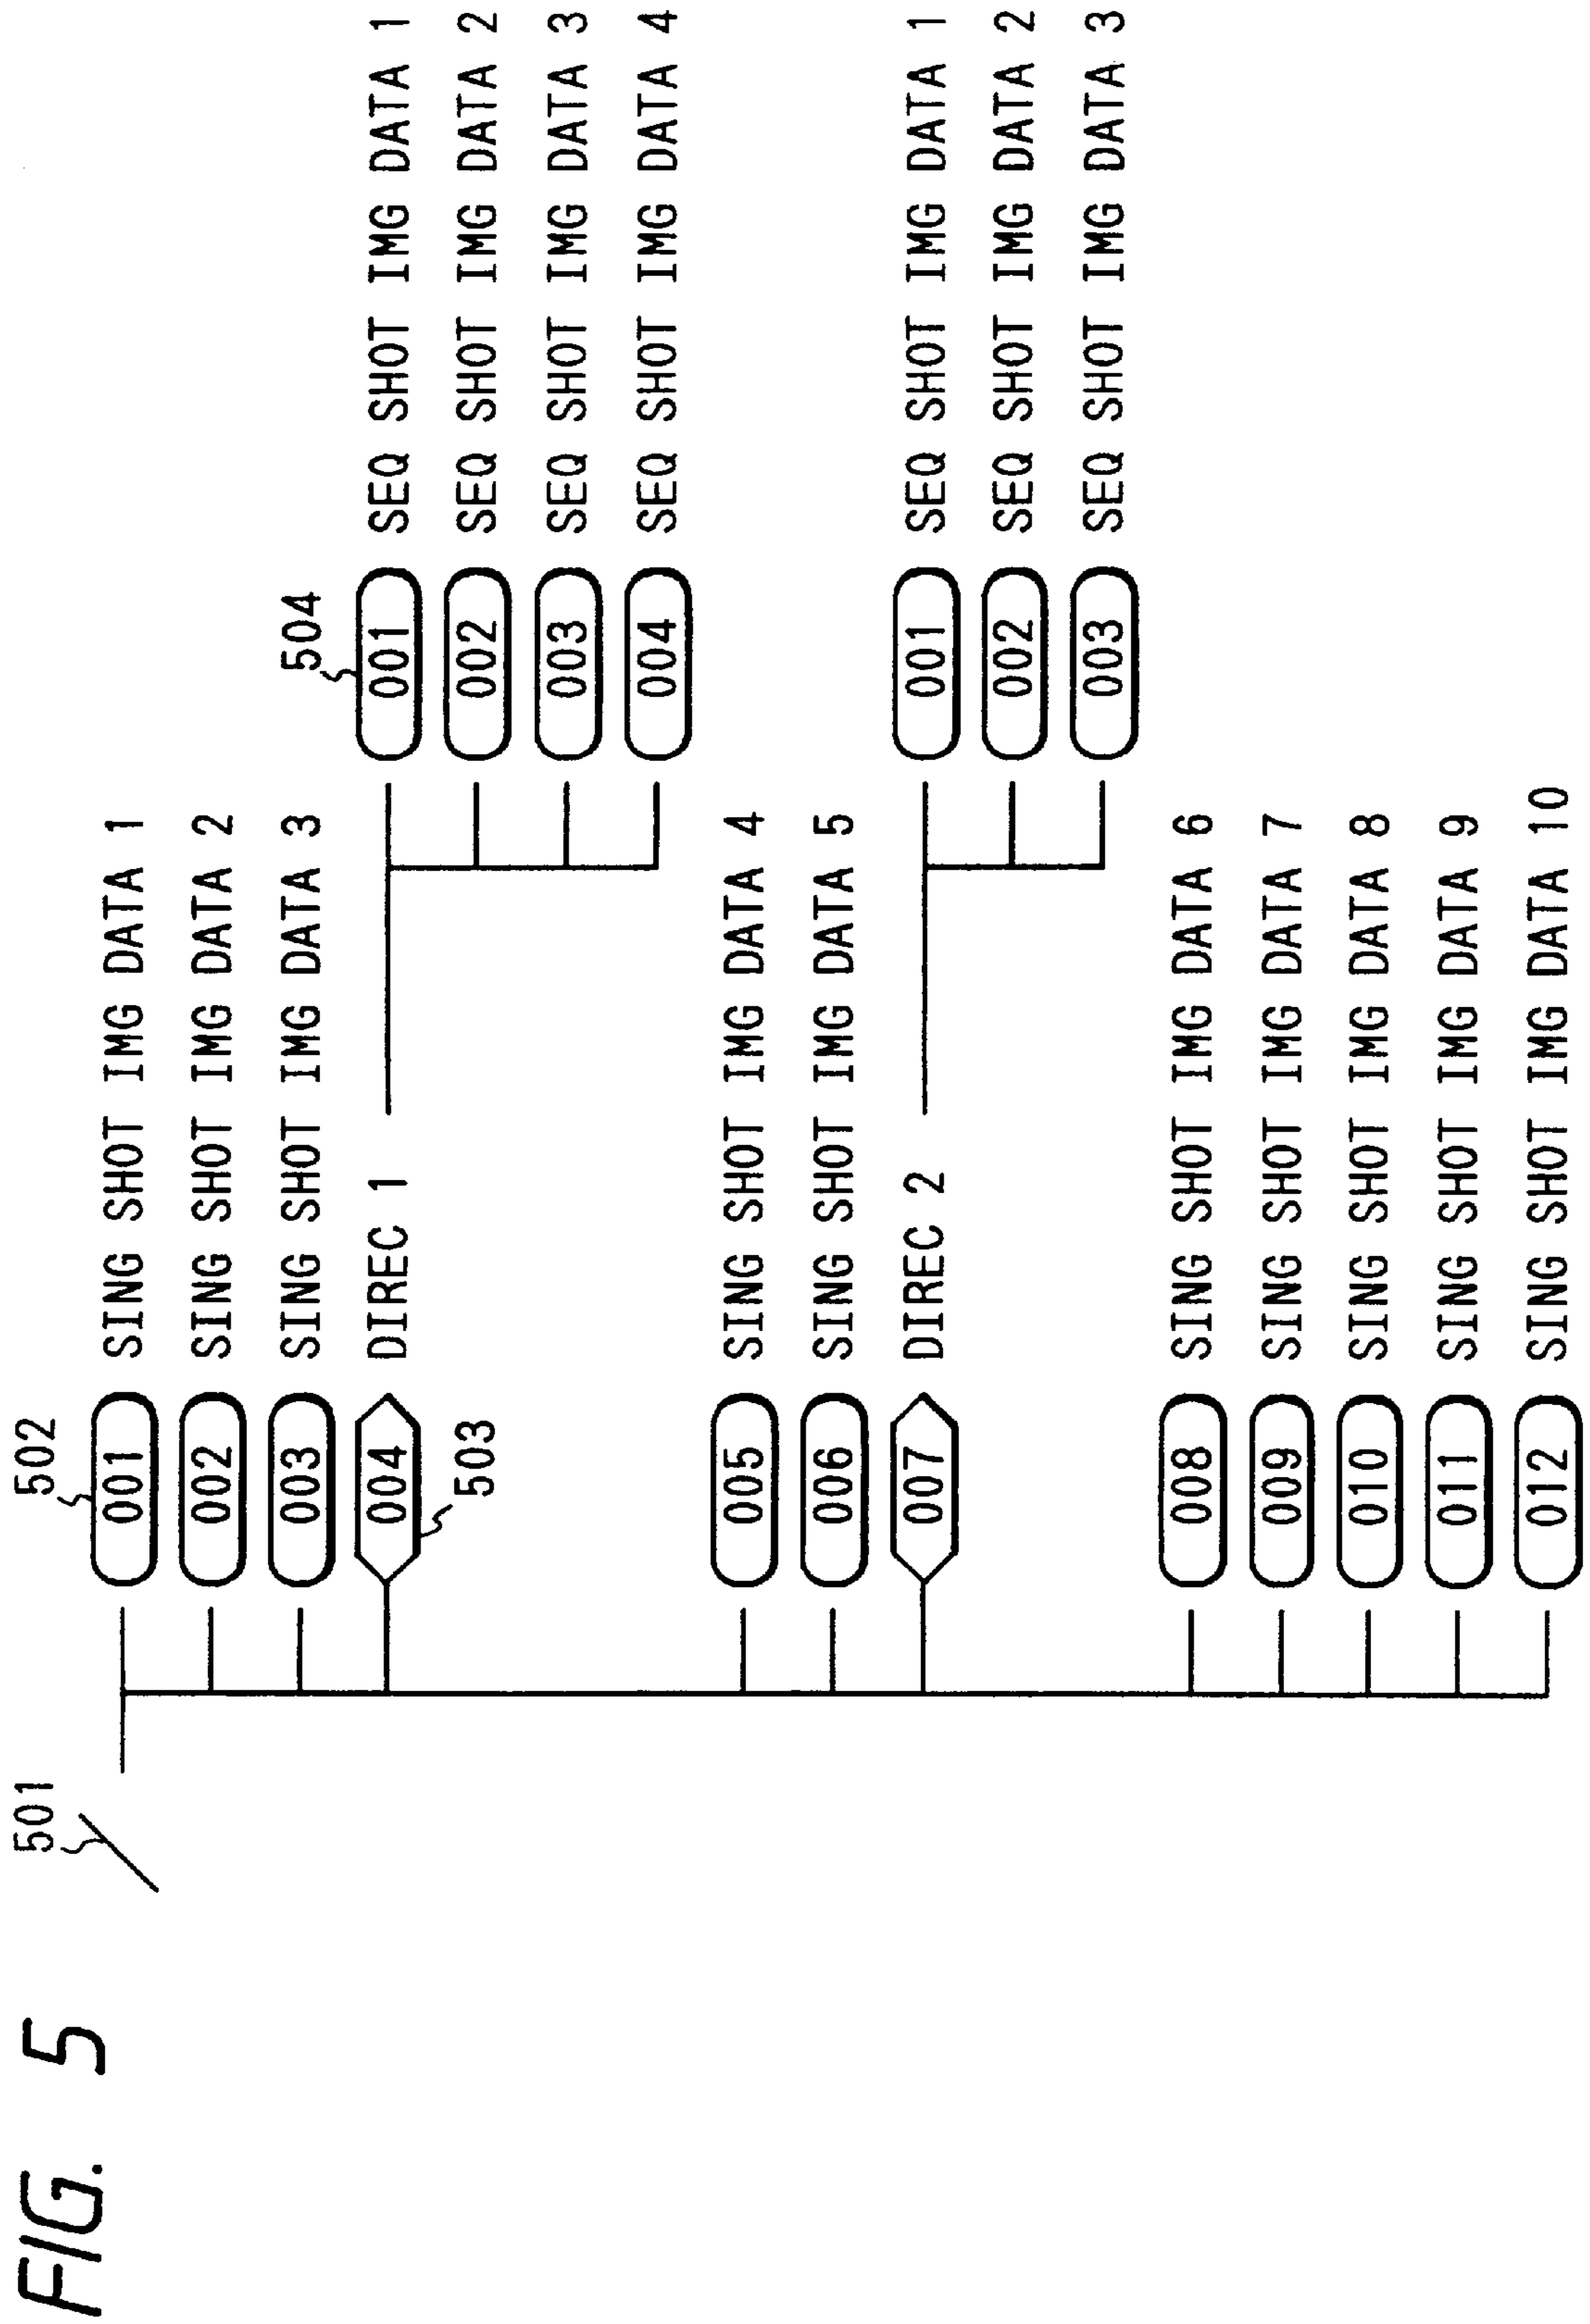 FIG. 5
501
502
001 SING SHOT IMG DATA 1
002 SING SHOT IMG DATA 2
003 SING SHOT IMG DATA 3
504
004 DIREC 1 001 SEQ SHOT IMG DATA 1
503
002 SEQ SHOT IMG DATA 2
003 SEQ SHOT IMG DATA 3
004 SEQ SHOT IMG DATA 4
005 SING SHOT IMG DATA 4
006 SING SHOT IMG DATA 5
007 DIREC 2 001 SEQ SHOT IMG DATA 1
002 SEQ SHOT IMG DATA 2
003 SEQ SHOT IMG DATA 3
008 SING SHOT IMG DATA 6
009 SING SHOT IMG DATA 7
010 SING SHOT IMG DATA 8
011 SING SHOT IMG DATA 9
012 SING SHOT IMG DATA 10